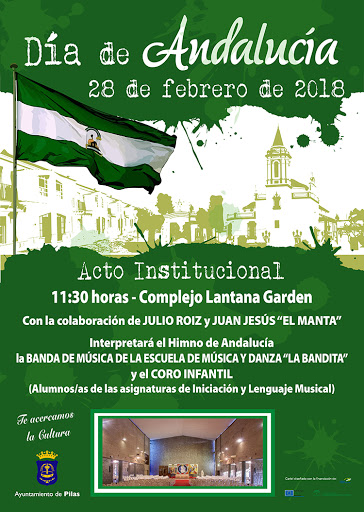 Día de Andalucía
28 de febrero de 2018
Acto Institucional
11:30 horas - Complejo Lantana Garden
Con la colaboración de JULIO ROIZ y JUAN JESÚS “EL MANTA”
Interpretará el Himno de Andalucía
la BANDA DE MÚSICA DE LA ESCUELA DE MÚSICA Y DANZA “LA BANDITA”
y el CORO INFANTIL
(Alumnos/as de las asignaturas de Iniciación y Lenguaje Musical)
Te acercamos
la Cultura
Ayuntamiento de Pilas